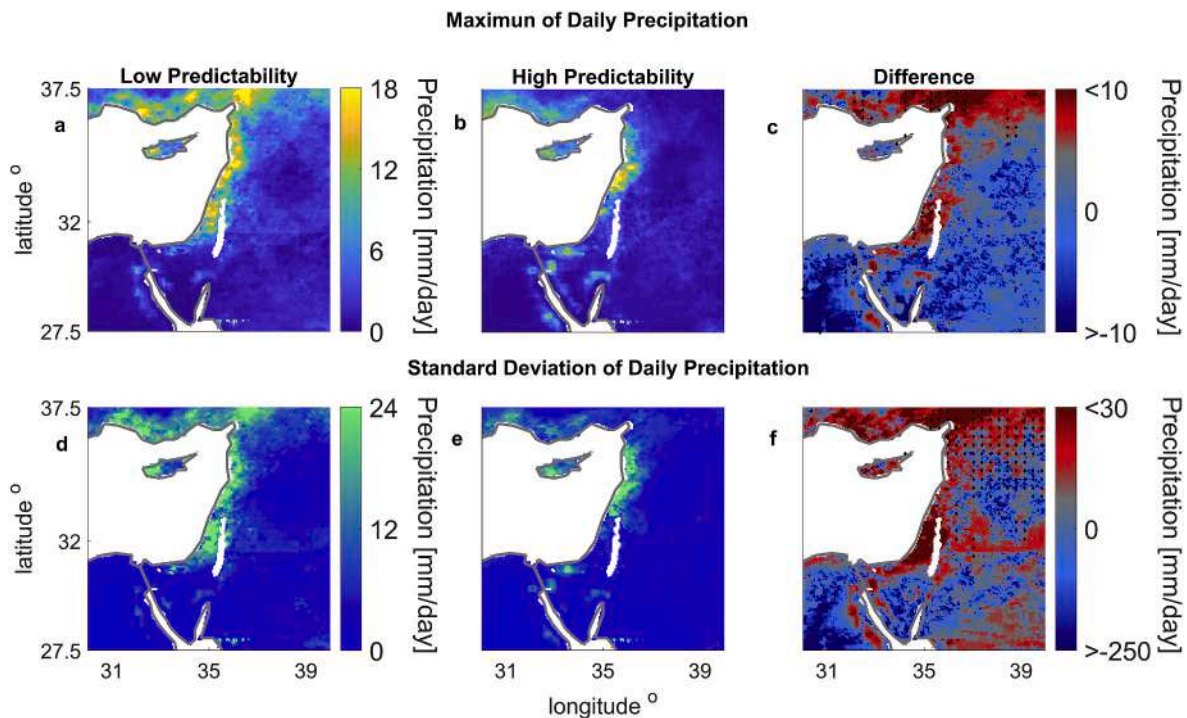 Maximun of Daily Precipitation
Low Predictability
High Predictability
Difference
37.5
32
27.5
latitude °
a
18
12
6
0
Precipitation [mm/day]
b
c
<10
0
>-10
Precipitation [mm/day]
Standard Deviation of Daily Precipitation
37.5
32
27.5
latitude °
d
24
12
0
Precipitation [mm/day]
e
f
<30
0
>-250
Precipitation [mm/day]
31
35
39
31
35
39
31
35
39
longitude °